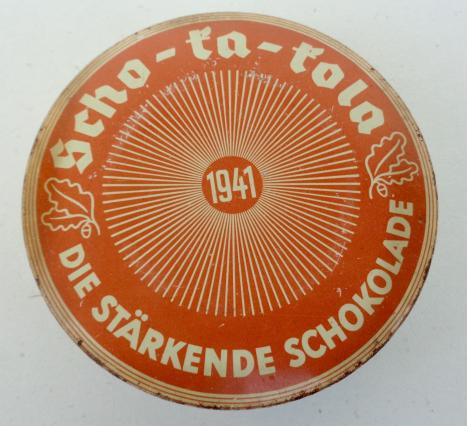 Scho-ka-kola
1941
DIE STÄRKENDE SCHOKOLADE